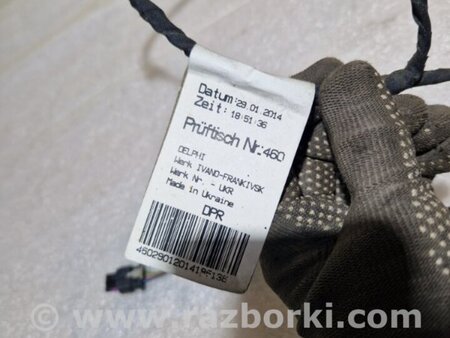 Datum:29.01.2014
Zeit:18:51:36
Prüftisch Nr.460
DELPHI
Werk IVANO-FRANKIVSK
Werk Nr. - UKR
Made in Ukraine
DPR
www.razborki.com